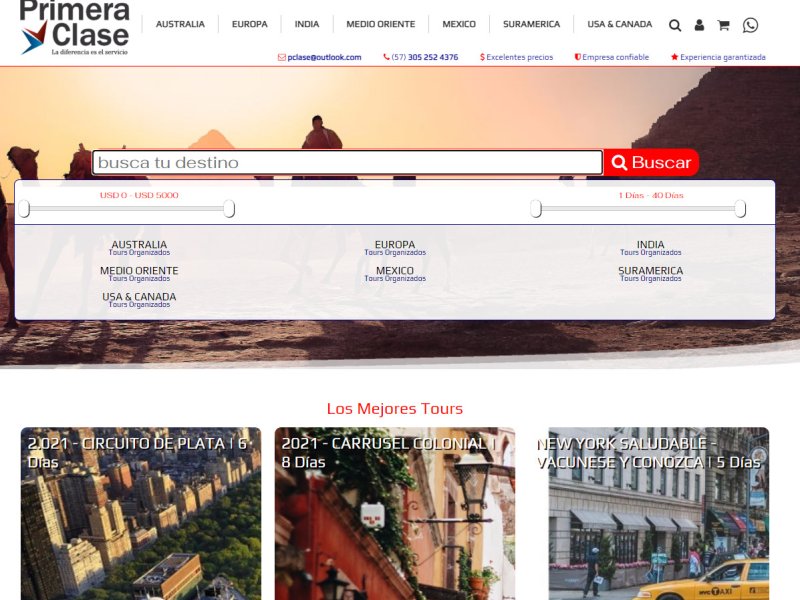 Primera
Clase
La diferencia es el servicio
AUSTRALIA
EUROPA
INDIA
MEDIO ORIENTE
MEXICO
SURAMERICA
USA & CANADA
pclase@outlook.com
(57) 305 252 4376
Excelentes precios
Empresa confiable
Experiencia garantizada
busca tu destino
Buscar
USD 0 - USD 5000
1 Días - 40 Días
AUSTRALIA
Tours Organizados
EUROPA
Tours Organizados
INDIA
Tours Organizados
MEDIO ORIENTE
Tours Organizados
MEXICO
Tours Organizados
SURAMERICA
Tours Organizados
USA & CANADA
Tours Organizados
Los Mejores Tours
2.021 - CIRCUITO DE PLATA | 6
Días
2021 - CARRUSEL COLONIAL |
8 Días
NEW YORK SALUDABLE -
VACUNESE Y CONOZCA | 5 Días
NYC TAXI